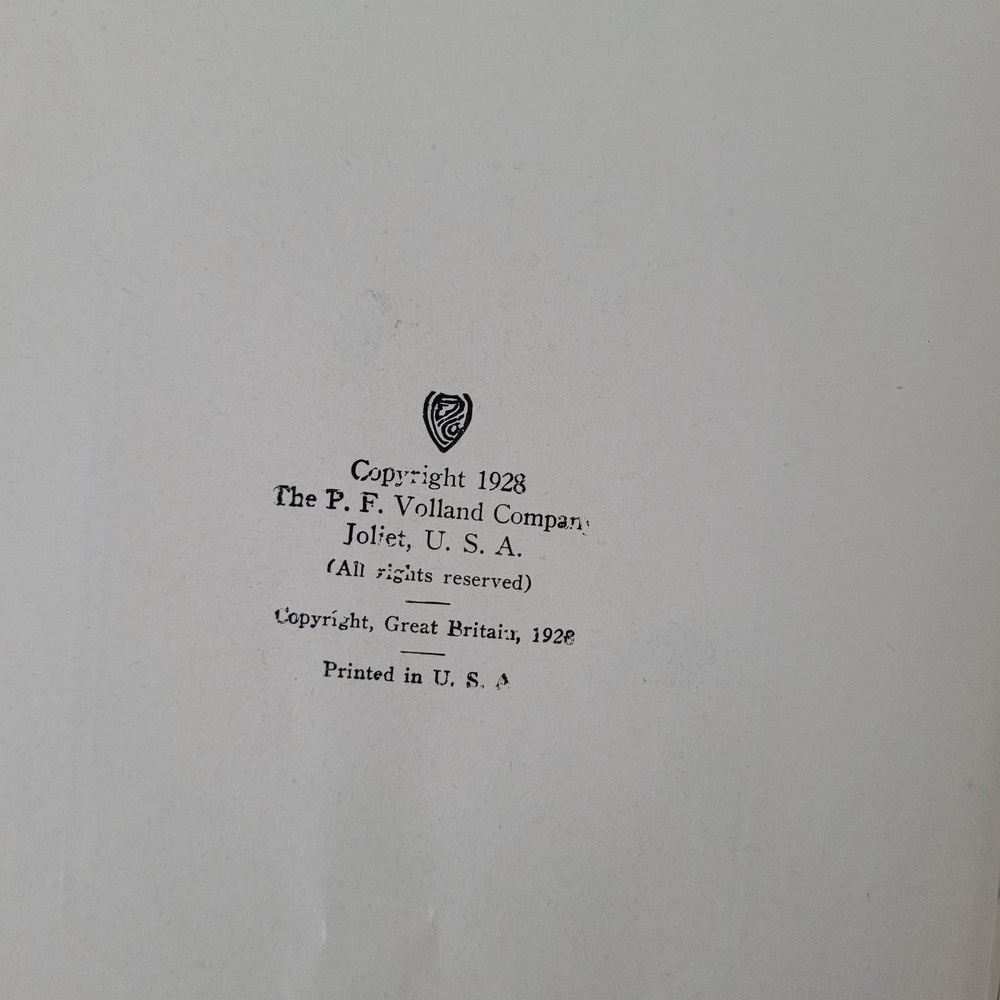 Copyright 1928
The P. F. Volland Company
Joliet, U. S. A.
(All rights reserved)
Copyright, Great Britain, 1928
Printed in U. S. A